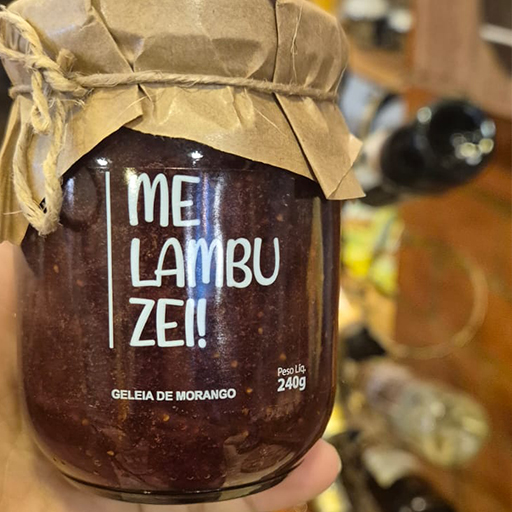 ME
LAMBU
ZEI!
GELEIA DE MORANGO
Peso Líq.
240g